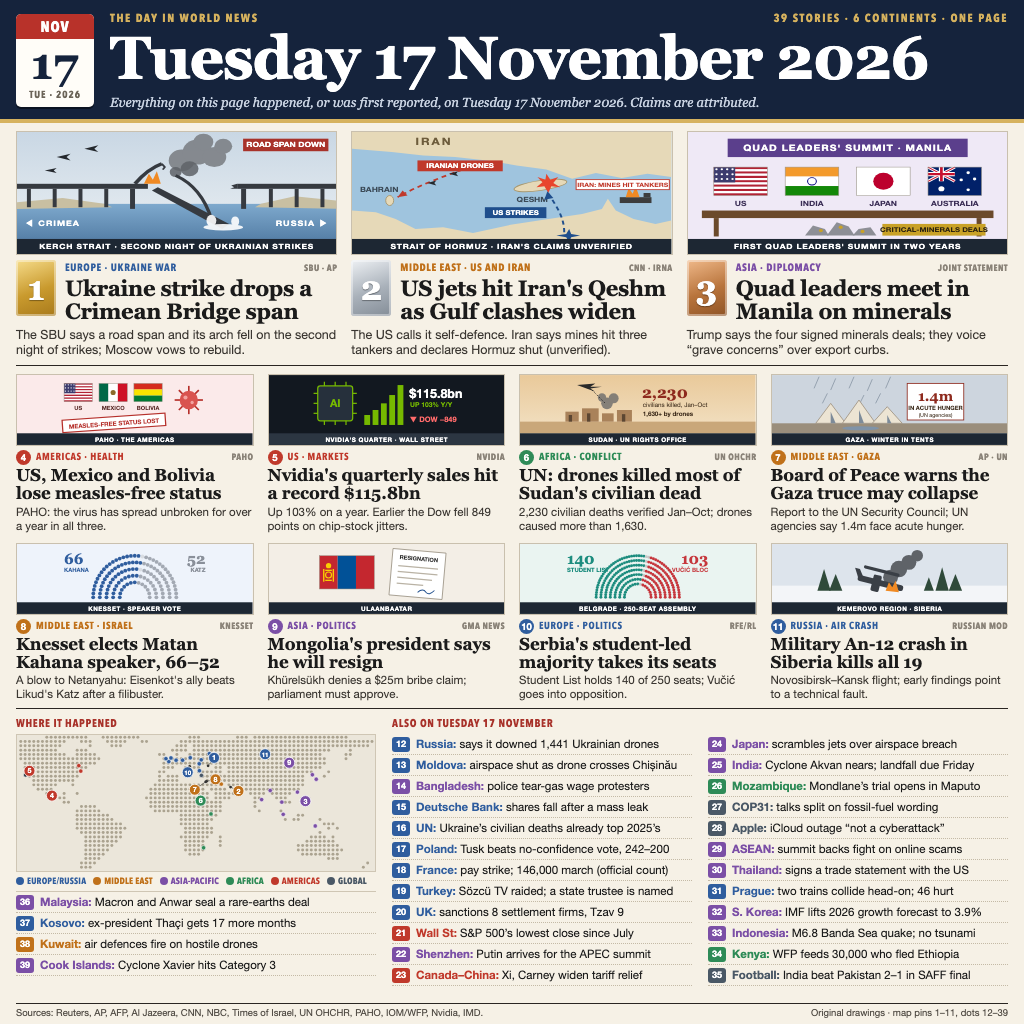 NOV
17
TUE · 2026
THE DAY IN WORLD NEWS
39 STORIES · 6 CONTINENTS · ONE PAGE
Tuesday 17 November 2026
Everything on this page happened, or was first reported, on Tuesday 17 November 2026. Claims are attributed.
ROAD SPAN DOWN
◄ CRIMEA
RUSSIA ►
KERCH STRAIT · SECOND NIGHT OF UKRAINIAN STRIKES
1
EUROPE · UKRAINE WAR
SBU · AP
Ukraine strike drops a
Crimean Bridge span
The SBU says a road span and its arch fell on the second
night of strikes; Moscow vows to rebuild.
IRAN
IRANIAN DRONES
BAHRAIN
QESHM
IRAN: MINES HIT TANKERS
US STRIKES
STRAIT OF HORMUZ · IRAN'S CLAIMS UNVERIFIED
2
MIDDLE EAST · US AND IRAN
CNN · IRNA
US jets hit Iran's Qeshm
as Gulf clashes widen
The US calls it self-defence. Iran says mines hit three
tankers and declares Hormuz shut (unverified).
QUAD LEADERS' SUMMIT · MANILA
US
INDIA
JAPAN
AUSTRALIA
CRITICAL-MINERALS DEALS
FIRST QUAD LEADERS' SUMMIT IN TWO YEARS
3
ASIA · DIPLOMACY
JOINT STATEMENT
Quad leaders meet in
Manila on minerals
Trump says the four signed minerals deals; they voice
“grave concerns” over export curbs.
US
MEXICO
BOLIVIA
MEASLES-FREE STATUS LOST
PAHO · THE AMERICAS
4 AMERICAS · HEALTH
PAHO
US, Mexico and Bolivia
lose measles-free status
PAHO: the virus has spread unbroken for over
a year in all three.
AI
$115.8bn
UP 103% Y/Y
▼ DOW –849
NVIDIA'S QUARTER · WALL STREET
5 US · MARKETS
NVIDIA
Nvidia's quarterly sales hit
a record $115.8bn
Up 103% on a year. Earlier the Dow fell 849
points on chip-stock jitters.
2,230
civilians killed, Jan–Oct
1,630+ by drones
SUDAN · UN RIGHTS OFFICE
6 AFRICA · CONFLICT
UN OHCHR
UN: drones killed most of
Sudan's civilian dead
2,230 civilian deaths verified Jan–Oct; drones
caused more than 1,630.
1.4m
IN ACUTE HUNGER
(UN agencies)
GAZA · WINTER IN TENTS
7 MIDDLE EAST · GAZA
AP · UN
Board of Peace warns the
Gaza truce may collapse
Report to the UN Security Council; UN
agencies say 1.4m face acute hunger.
66
KAHANA
52
KATZ
KNESSET · SPEAKER VOTE
8 MIDDLE EAST · ISRAEL
KNESSET
Knesset elects Matan
Kahana speaker, 66–52
A blow to Netanyahu: Eisenkot's ally beats
Likud's Katz after a filibuster.
RESIGNATION
ULAANBAATAR
9 ASIA · POLITICS
GMA NEWS
Mongolia's president says
he will resign
Khürelsükh denies a $25m bribe claim;
parliament must approve.
140
STUDENT LIST
103
VUČIĆ BLOC
BELGRADE · 250-SEAT ASSEMBLY
10 EUROPE · POLITICS
RFE/RL
Serbia's student-led
majority takes its seats
Student List holds 140 of 250 seats; Vučić
goes into opposition.
KEMEROVO REGION · SIBERIA
11 RUSSIA · AIR CRASH
RUSSIAN MOD
Military An-12 crash in
Siberia kills all 19
Novosibirsk–Kansk flight; early findings point
to a technical fault.
WHERE IT HAPPENED
5
4
1
10
11
9
7
8
2
6
3
EUROPE/RUSSIA
MIDDLE EAST
ASIA-PACIFIC
AFRICA
AMERICAS
GLOBAL
36 Malaysia: Macron and Anwar seal a rare-earths deal
37 Kosovo: ex-president Thaçi gets 17 more months
38 Kuwait: air defences fire on hostile drones
39 Cook Islands: Cyclone Xavier hits Category 3
ALSO ON TUESDAY 17 NOVEMBER
12 Russia: says it downed 1,441 Ukrainian drones
13 Moldova: airspace shut as drone crosses Chișinău
14 Bangladesh: police tear-gas wage protesters
15 Deutsche Bank: shares fall after a mass leak
16 UN: Ukraine's civilian deaths already top 2025's
17 Poland: Tusk beats no-confidence vote, 242–200
18 France: pay strike; 146,000 march (official count)
19 Turkey: Sözcü TV raided; a state trustee is named
20 UK: sanctions 8 settlement firms, Tzav 9
21 Wall St: S&P 500's lowest close since July
22 Shenzhen: Putin arrives for the APEC summit
23 Canada–China: Xi, Carney widen tariff relief
24 Japan: scrambles jets over airspace breach
25 India: Cyclone Akvan nears; landfall due Friday
26 Mozambique: Mondlane's trial opens in Maputo
27 COP31: talks split on fossil-fuel wording
28 Apple: iCloud outage “not a cyberattack”
29 ASEAN: summit backs fight on online scams
30 Thailand: signs a trade statement with the US
31 Prague: two trains collide head-on; 46 hurt
32 S. Korea: IMF lifts 2026 growth forecast to 3.9%
33 Indonesia: M6.8 Banda Sea quake; no tsunami
34 Kenya: WFP feeds 30,000 who fled Ethiopia
35 Football: India beat Pakistan 2–1 in SAFF final
Sources: Reuters, AP, AFP, Al Jazeera, CNN, NBC, Times of Israel, UN OHCHR, PAHO, IOM/WFP, Nvidia, IMD.
Original drawings · map pins 1–11, dots 12–39